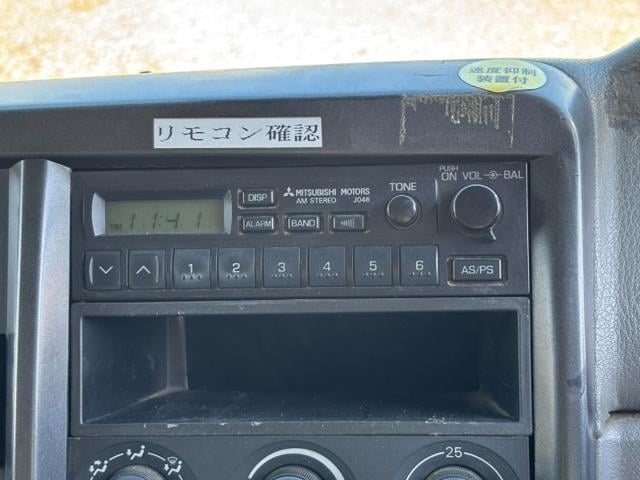 速度抑制
装置付
リモコン確認
PUSH
ON VOL BAL
DISP
MITSUBISHI MOTORS
AM STEREO J046
TONE
11:41
ALARM
BAND
1 2 3 4 5 6
AS/PS
25